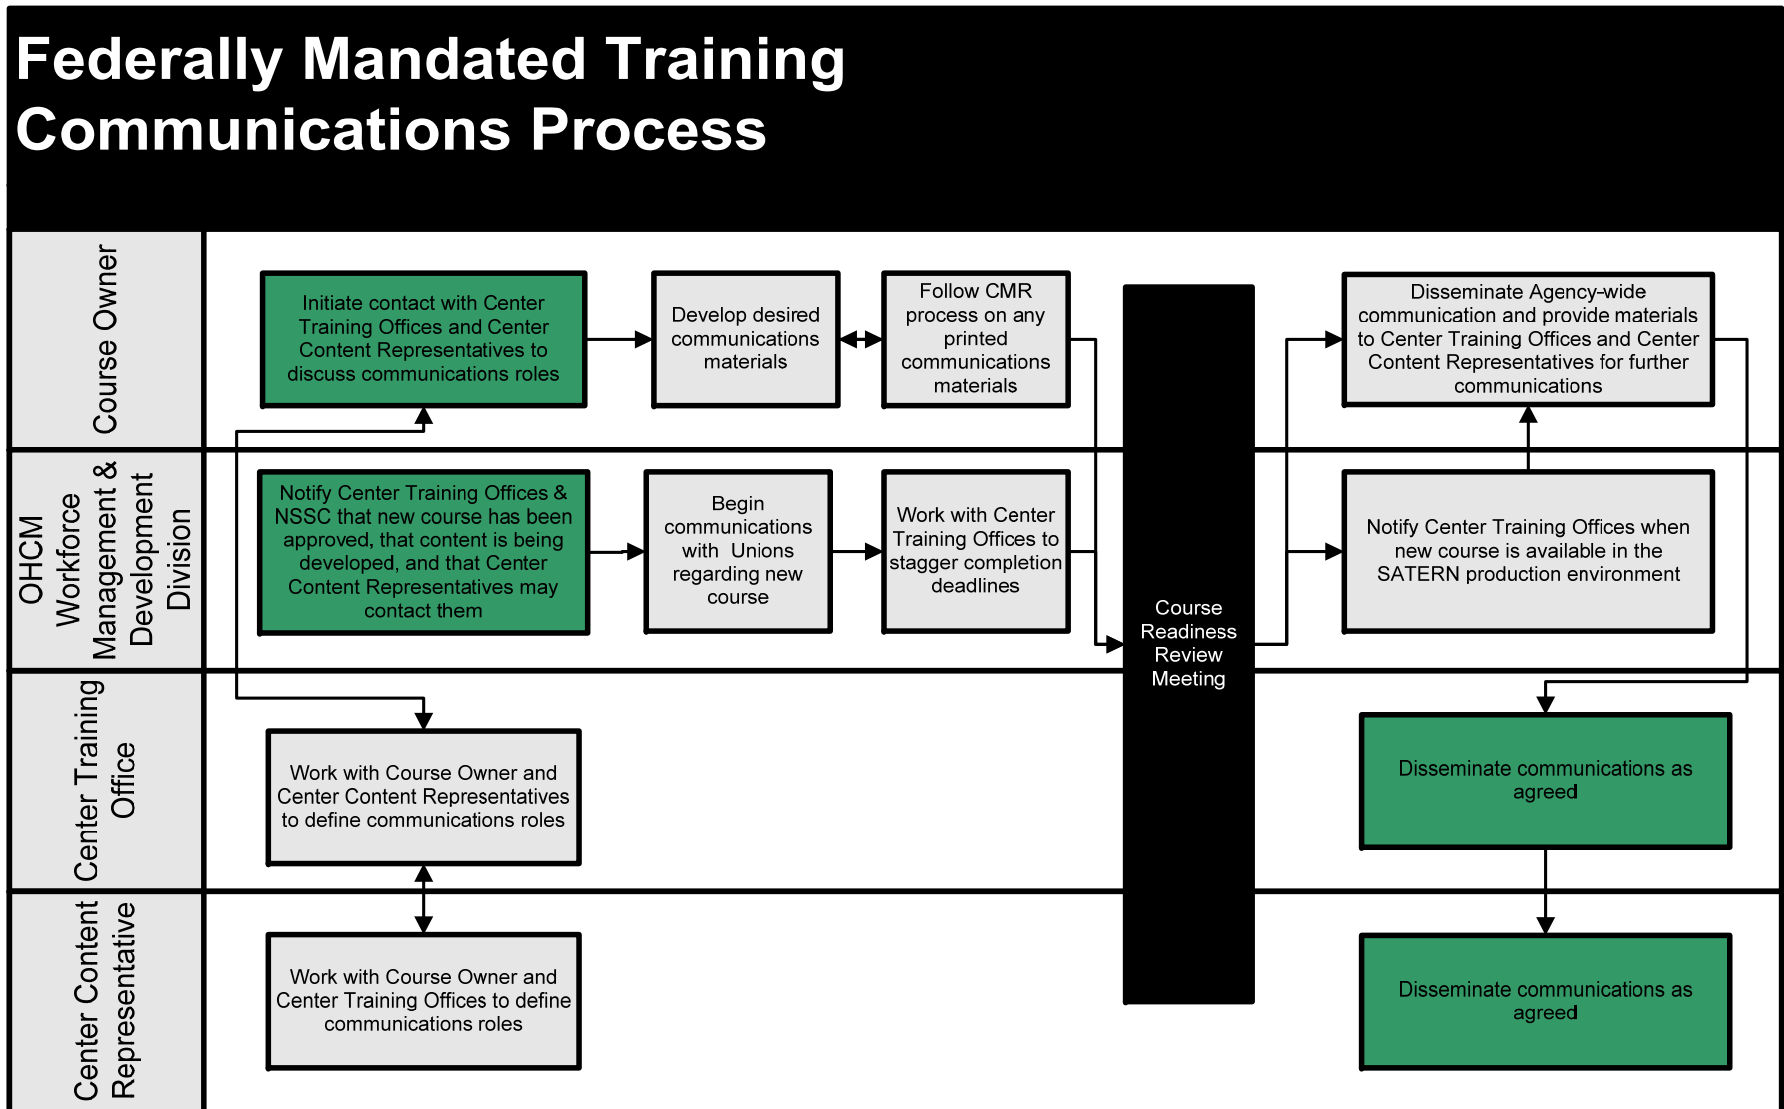 Federally Mandated Training
Communications Process
Course Owner
Initiate contact with Center
Training Offices and Center
Content Representatives to
discuss communications roles
Develop desired
communications
materials
Follow CMR
process on any
printed
communications
materials
Disseminate Agency-wide
communication and provide materials
to Center Training Offices and Center
Content Representatives for further
communications
OHCM
Workforce
Management &
Development
Division
Notify Center Training Offices &
NSSC that new course has been
approved, that content is being
developed, and that Center
Content Representatives may
contact them
Begin
communications
with Unions
regarding new
course
Work with Center
Training Offices to
stagger completion
deadlines
Course
Readiness
Review
Meeting
Notify Center Training Offices when
new course is available in the
SATERN production environment
Center Training
Office
Work with Course Owner and
Center Content Representatives
to define communications roles
Disseminate communications as
agreed
Center Content
Representative
Work with Course Owner and
Center Training Offices to define
communications roles
Disseminate communications as
agreed